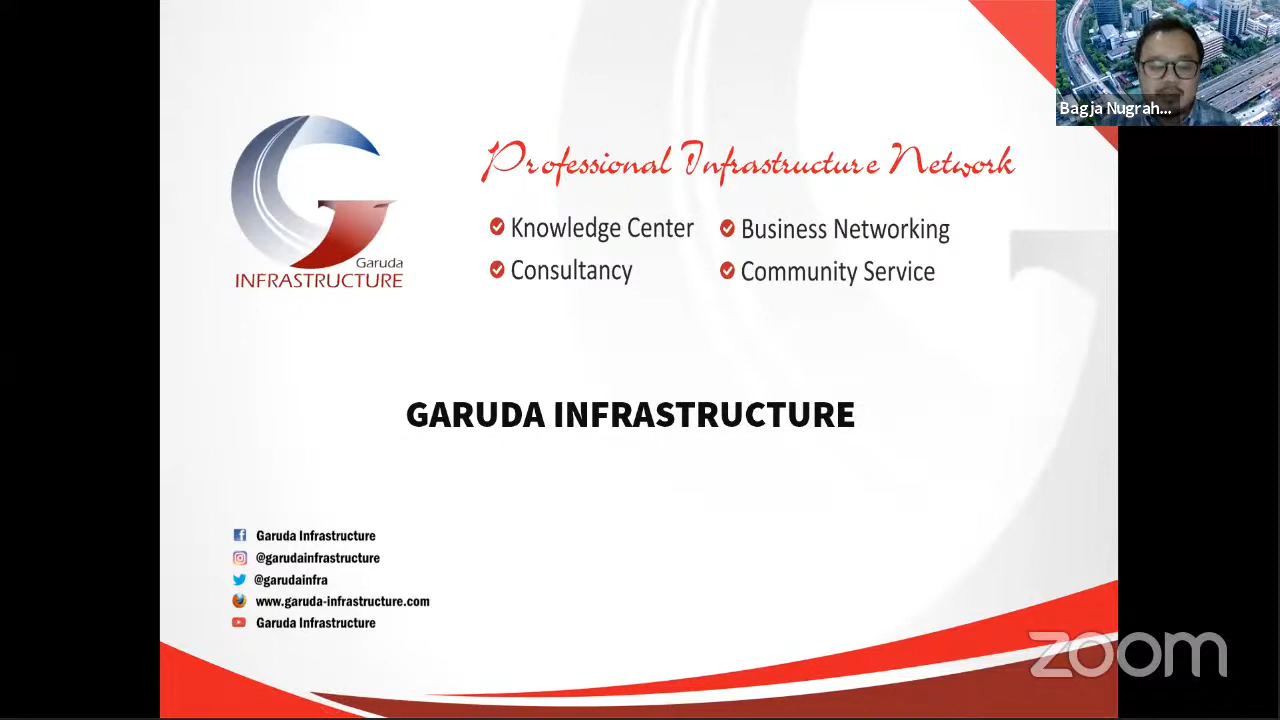 Bagja Nugrah...
Professional Infrastructure Network
Knowledge Center
Business Networking
Consultancy
Community Service
Garuda
INFRASTRUCTURE
GARUDA INFRASTRUCTURE
Garuda Infrastructure
@garudainfrastructure
@garudainfra
www.garuda-infrastructure.com
Garuda Infrastructure
zoom